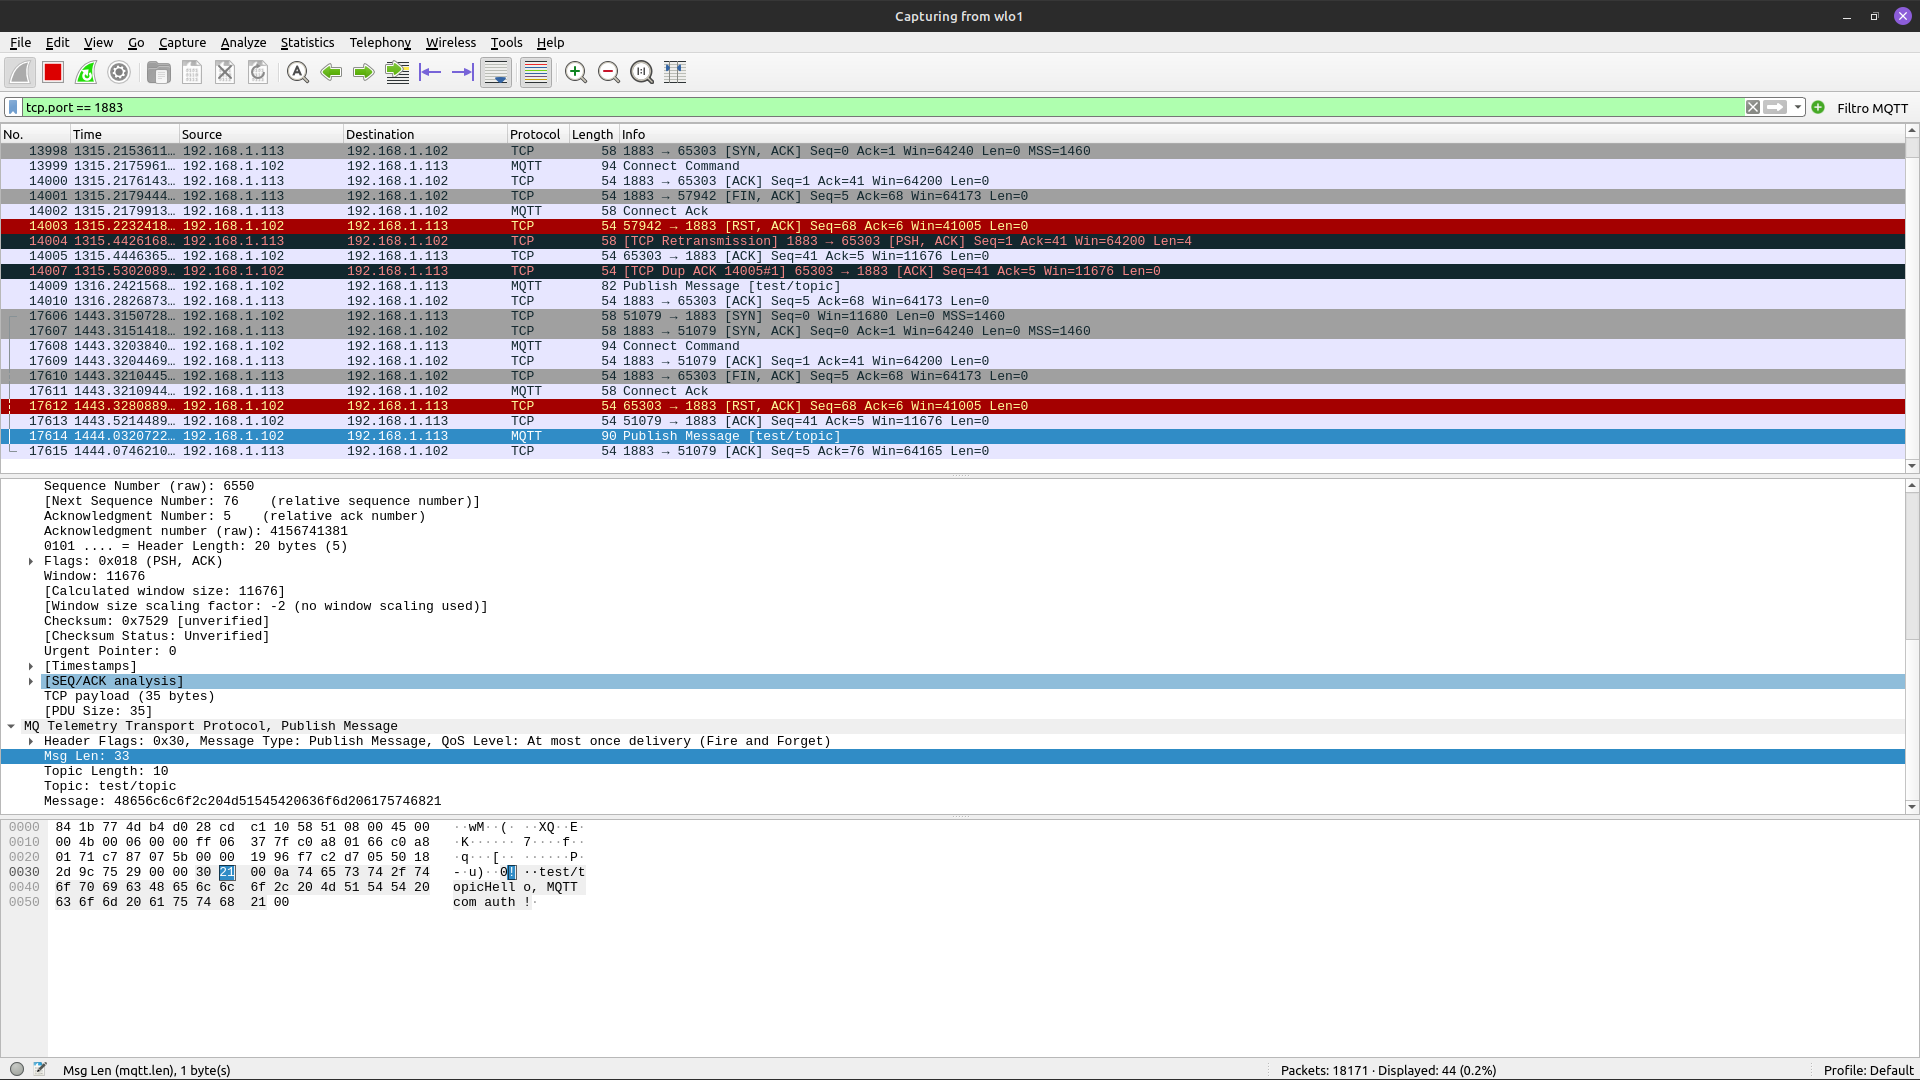 Capturing from wlo1
File Edit View Go Capture Analyze Statistics Telephony Wireless Tools Help
tcp.port == 1883
Filtro MQTT
No. Time Source Destination Protocol Length Info
13998 1315.2153611… 192.168.1.113 192.168.1.102 TCP 58 1883 → 65303 [SYN, ACK] Seq=0 Ack=1 Win=64240 Len=0 MSS=1460
13999 1315.2175961… 192.168.1.102 192.168.1.113 MQTT 94 Connect Command
14000 1315.2176143… 192.168.1.113 192.168.1.102 TCP 54 1883 → 65303 [ACK] Seq=1 Ack=41 Win=64200 Len=0
14001 1315.2179444… 192.168.1.113 192.168.1.102 TCP 54 1883 → 57942 [FIN, ACK] Seq=5 Ack=68 Win=64173 Len=0
14002 1315.2179913… 192.168.1.113 192.168.1.102 MQTT 58 Connect Ack
14003 1315.2232418… 192.168.1.102 192.168.1.113 TCP 54 57942 → 1883 [RST, ACK] Seq=68 Ack=6 Win=41005 Len=0
14004 1315.4426168… 192.168.1.113 192.168.1.102 TCP 58 [TCP Retransmission] 1883 → 65303 [PSH, ACK] Seq=1 Ack=41 Win=64200 Len=4
14005 1315.4446365… 192.168.1.102 192.168.1.113 TCP 54 65303 → 1883 [ACK] Seq=41 Ack=5 Win=11676 Len=0
14007 1315.5302089… 192.168.1.102 192.168.1.113 TCP 54 [TCP Dup ACK 14005#1] 65303 → 1883 [ACK] Seq=41 Ack=5 Win=11676 Len=0
14009 1316.2421568… 192.168.1.102 192.168.1.113 MQTT 82 Publish Message [test/topic]
14010 1316.2826873… 192.168.1.113 192.168.1.102 TCP 54 1883 → 65303 [ACK] Seq=5 Ack=68 Win=64173 Len=0
17606 1443.3150728… 192.168.1.102 192.168.1.113 TCP 58 51079 → 1883 [SYN] Seq=0 Win=11680 Len=0 MSS=1460
17607 1443.3151418… 192.168.1.113 192.168.1.102 TCP 58 1883 → 51079 [SYN, ACK] Seq=0 Ack=1 Win=64240 Len=0 MSS=1460
17608 1443.3203840… 192.168.1.102 192.168.1.113 MQTT 94 Connect Command
17609 1443.3204469… 192.168.1.113 192.168.1.102 TCP 54 1883 → 51079 [ACK] Seq=1 Ack=41 Win=64200 Len=0
17610 1443.3210445… 192.168.1.113 192.168.1.102 TCP 54 1883 → 65303 [FIN, ACK] Seq=5 Ack=68 Win=64173 Len=0
17611 1443.3210944… 192.168.1.113 192.168.1.102 MQTT 58 Connect Ack
17612 1443.3280889… 192.168.1.102 192.168.1.113 TCP 54 65303 → 1883 [RST, ACK] Seq=68 Ack=6 Win=41005 Len=0
17613 1443.5214489… 192.168.1.102 192.168.1.113 TCP 54 51079 → 1883 [ACK] Seq=41 Ack=5 Win=11676 Len=0
17614 1444.0320722… 192.168.1.102 192.168.1.113 MQTT 90 Publish Message [test/topic]
17615 1444.0746210… 192.168.1.113 192.168.1.102 TCP 54 1883 → 51079 [ACK] Seq=5 Ack=76 Win=64165 Len=0
Sequence Number (raw): 6550
[Next Sequence Number: 76    (relative sequence number)]
Acknowledgment Number: 5    (relative ack number)
Acknowledgment number (raw): 4156741381
0101 .... = Header Length: 20 bytes (5)
Flags: 0x018 (PSH, ACK)
Window: 11676
[Calculated window size: 11676]
[Window size scaling factor: -2 (no window scaling used)]
Checksum: 0x7529 [unverified]
[Checksum Status: Unverified]
Urgent Pointer: 0
[Timestamps]
[SEQ/ACK analysis]
TCP payload (35 bytes)
[PDU Size: 35]
MQ Telemetry Transport Protocol, Publish Message
Header Flags: 0x30, Message Type: Publish Message, QoS Level: At most once delivery (Fire and Forget)
Msg Len: 33
Topic Length: 10
Topic: test/topic
Message: 48656c6c6f2c204d51545420636f6d206175746821
0000 84 1b 77 4d b4 d0 28 cd c1 10 58 51 08 00 45 00 ··wM··(· ··XQ··E·
0010 00 4b 00 06 00 00 ff 06 37 7f c0 a8 01 66 c0 a8 ·K······ 7····f··
0020 01 71 c7 87 07 5b 00 00 19 96 f7 c2 d7 05 50 18 ·q···[·· ······P·
0030 2d 9c 75 29 00 00 30 21 00 0a 74 65 73 74 2f 74 -·u)··0! ··test/t
0040 6f 70 69 63 48 65 6c 6c 6f 2c 20 4d 51 54 54 20 opicHell o, MQTT
0050 63 6f 6d 20 61 75 74 68 21 00 com auth !·
Msg Len (mqtt.len), 1 byte(s)
Packets: 18171 · Displayed: 44 (0.2%)
Profile: Default